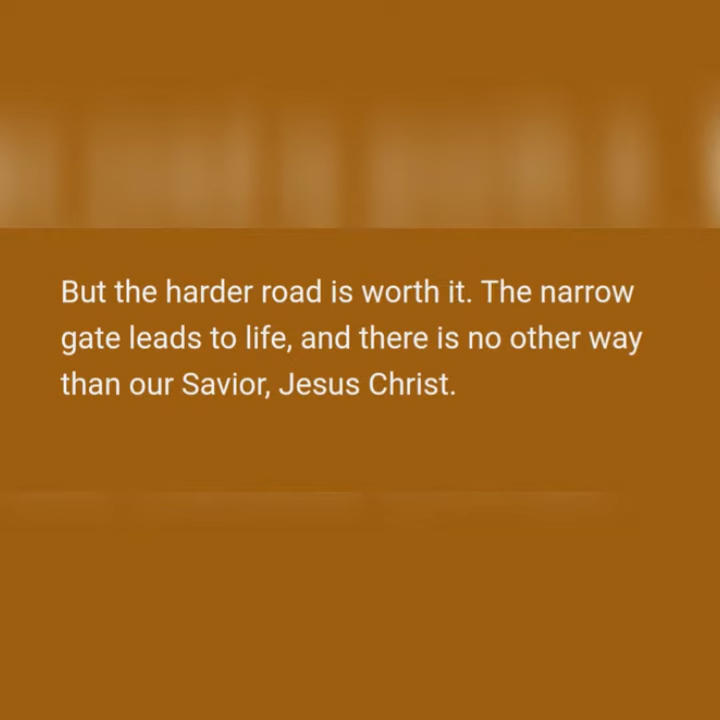 But the harder road is worth it. The narrow
gate leads to life, and there is no other way
than our Savior, Jesus Christ.